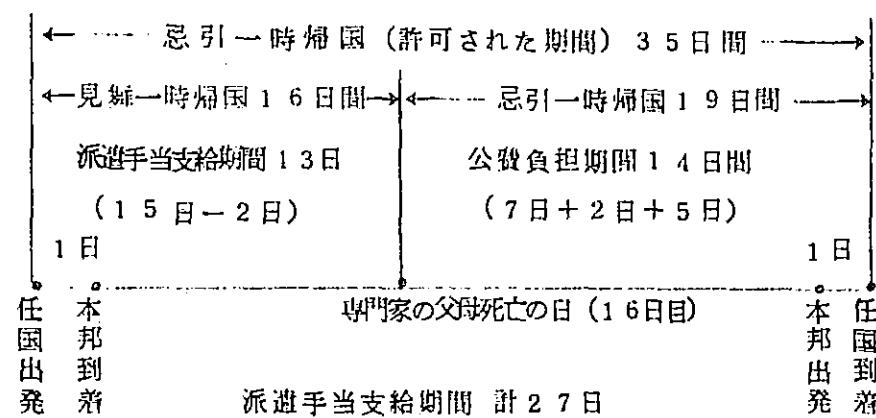 忌引一時帰国（許可された期間）35日間
見舞一時帰国16日間
忌引一時帰国19日間
派遣手当支給期間13日
公費負担期間14日間
（15日－2日）
（7日＋2日＋5日）
1日
1日
任国出発
本邦到着
専門家の父母死亡の日（16日目）
本邦出発
任国到着
派遣手当支給期間 計27日